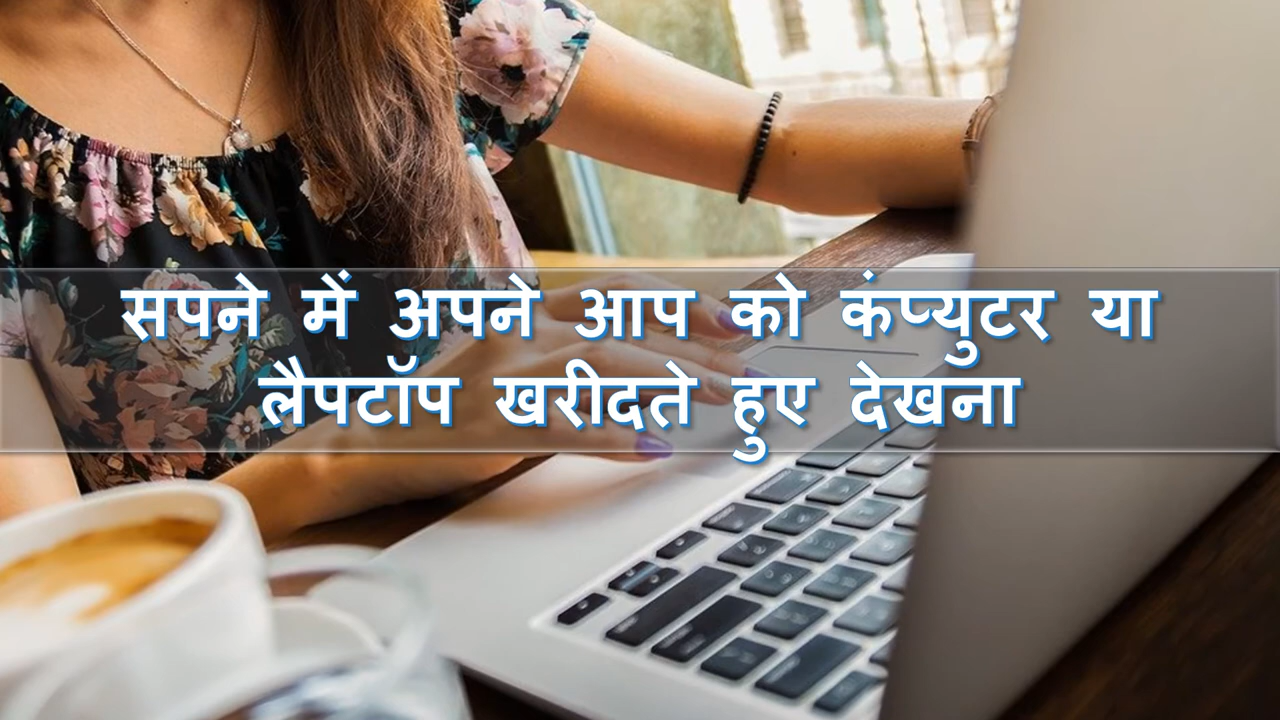 सपने में अपने आप को कंप्युटर या
लैपटॉप खरीदते हुए देखना